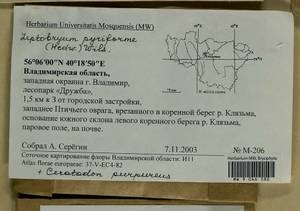 Herbarium Universitatis Mosquensis (MW)
Leptobryum pyriforme
(Hedw.) Wils.
56°06'00"N 40°18'50"E
Владимирская область,
западная окраина г. Владимир,
лесопарк «Дружба»,
1,5 км к З от городской застройки,
западнее Птичьего оврага, врезанного в коренной берег р. Клязьма,
основание южного склона левого коренного берега р. Клязьма,
паровое поле, на почве.
Собрал А. Серёгин 7.11.2003 № M-206
Сеточное картирование флоры Владимирской области: И11
Atlas florae europaeae: 37-V-EC4-82
+ Ceratodon purpureus
Herbarium MW, Bryophyta